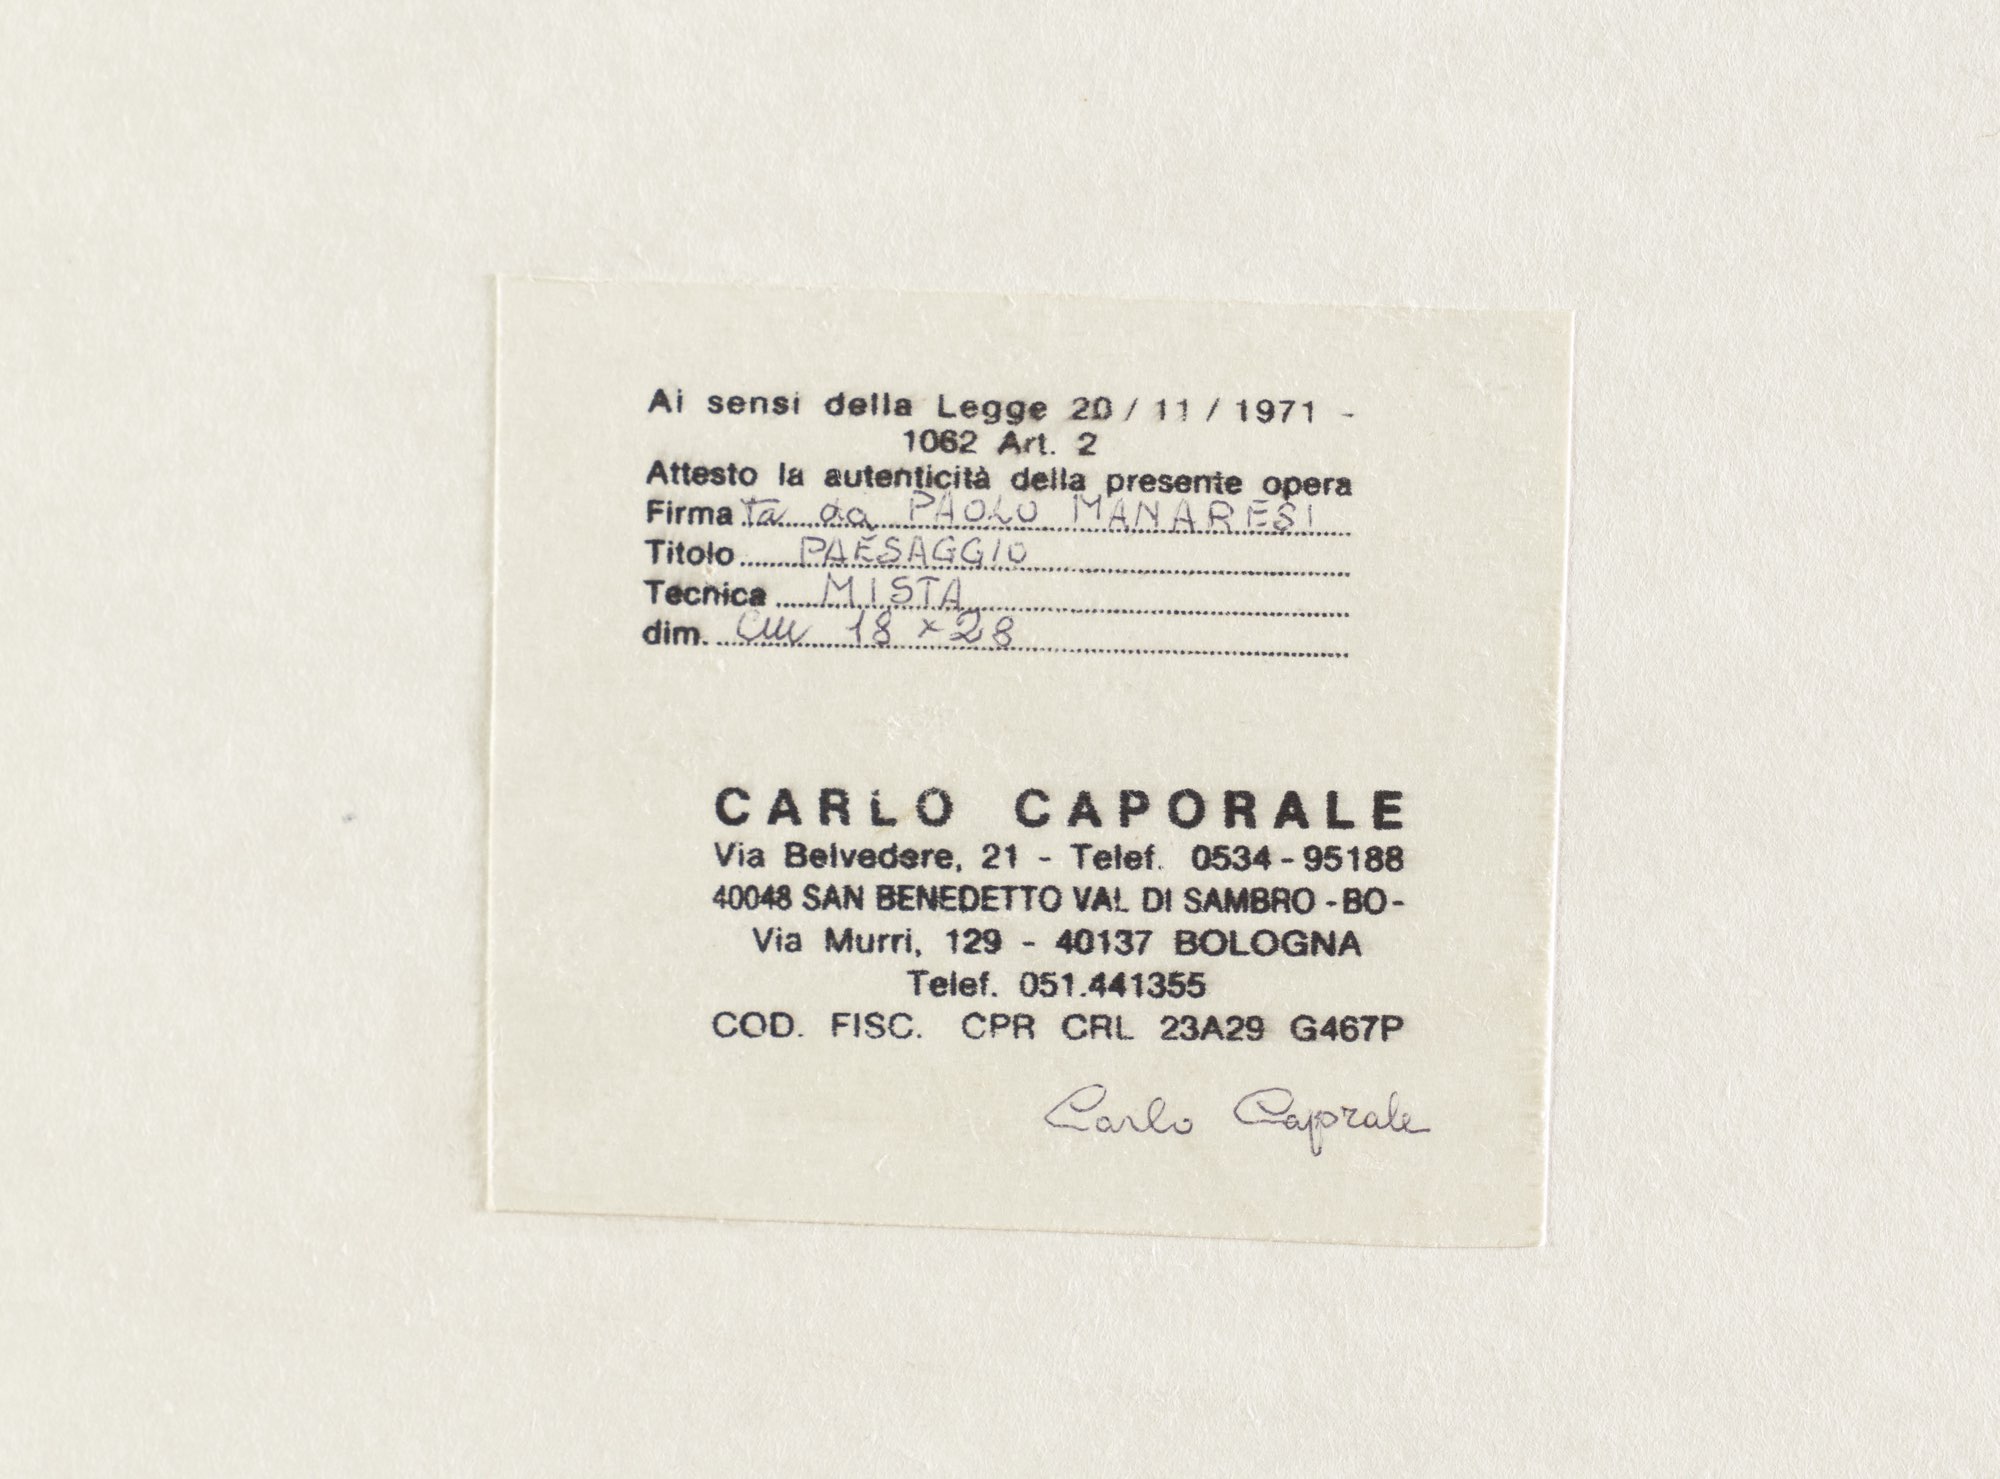 Ai sensi della Legge 20/11/1971 -
1062 Art. 2
Attesto la autenticità della presente opera
Firmata da PAOLO MANARESI
Titolo PAESAGGIO
Tecnica MISTA
dim. cm 18 x 28
CARLO CAPORALE
Via Belvedere, 21 - Telef. 0534-95188
40048 SAN BENEDETTO VAL DI SAMBRO -BO-
Via Murri, 129 - 40137 BOLOGNA
Telef. 051.441355
COD. FISC. CPR CRL 23A29 G467P
Carlo Caporale